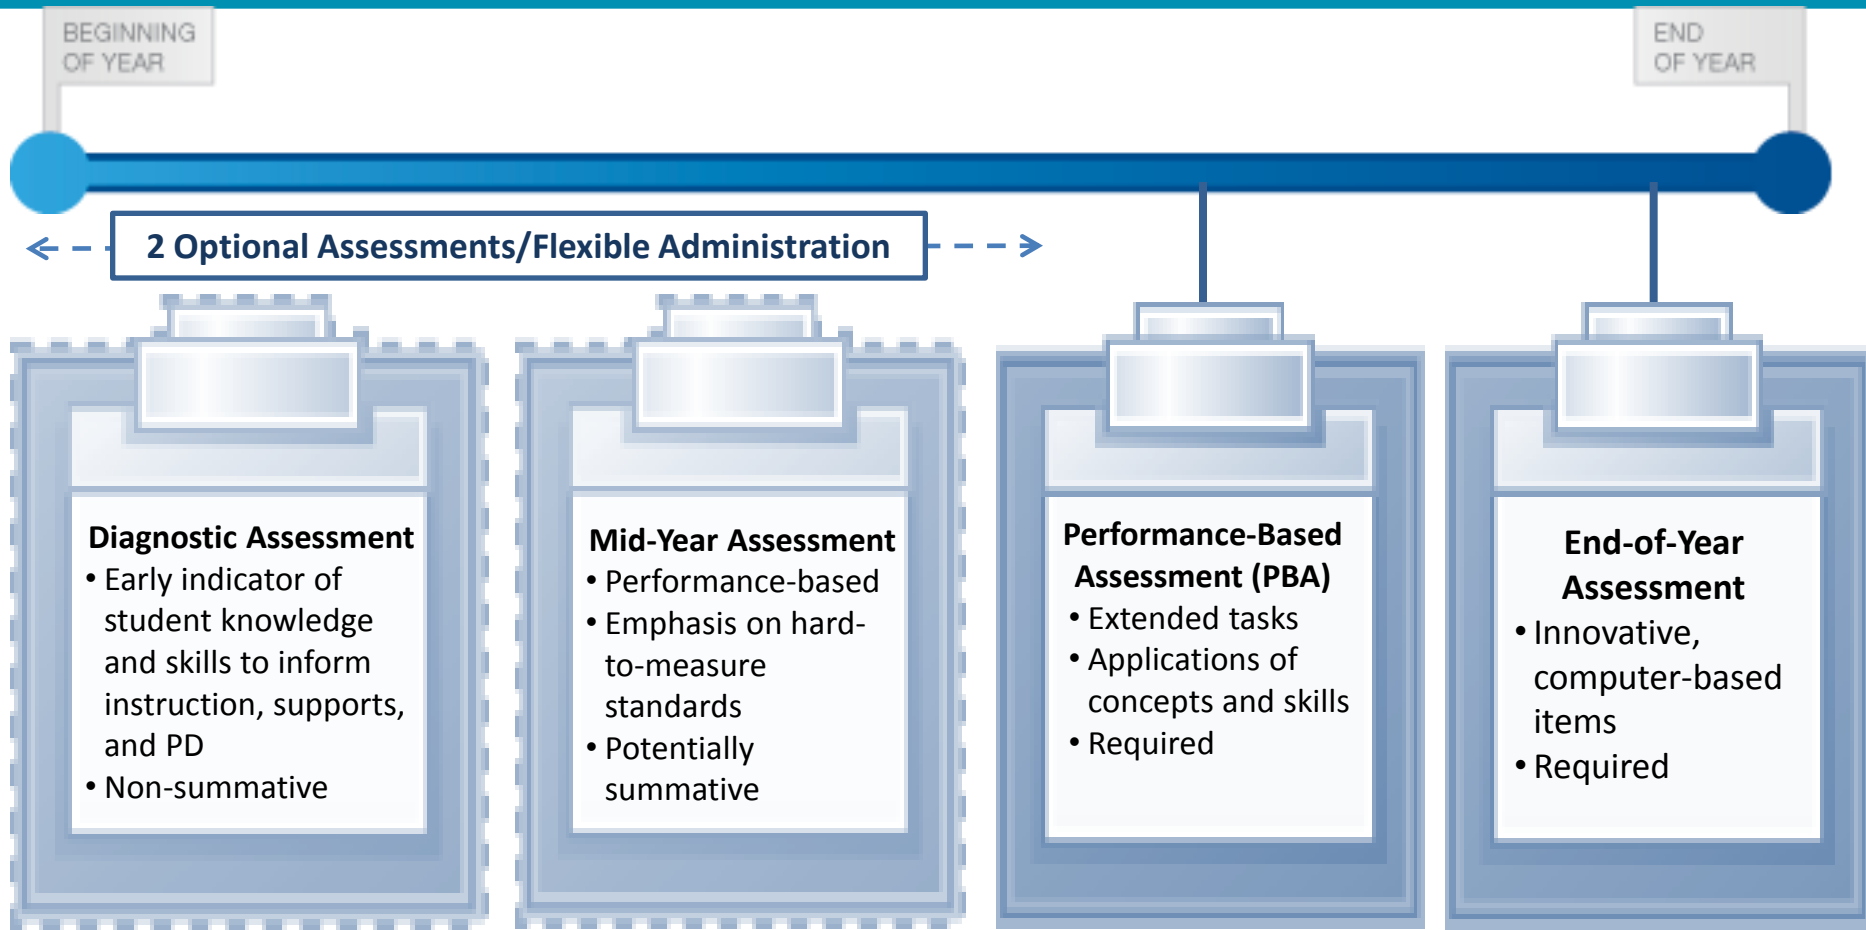 BEGINNING
OF YEAR
END
OF YEAR
2 Optional Assessments/Flexible Administration
Diagnostic Assessment
• Early indicator of
student knowledge
and skills to inform
instruction, supports,
and PD
• Non-summative
Mid-Year Assessment
• Performance-based
• Emphasis on hard-
to-measure
standards
• Potentially
summative
Performance-Based
Assessment (PBA)
• Extended tasks
• Applications of
concepts and skills
• Required
End-of-Year
Assessment
• Innovative,
computer-based
items
• Required